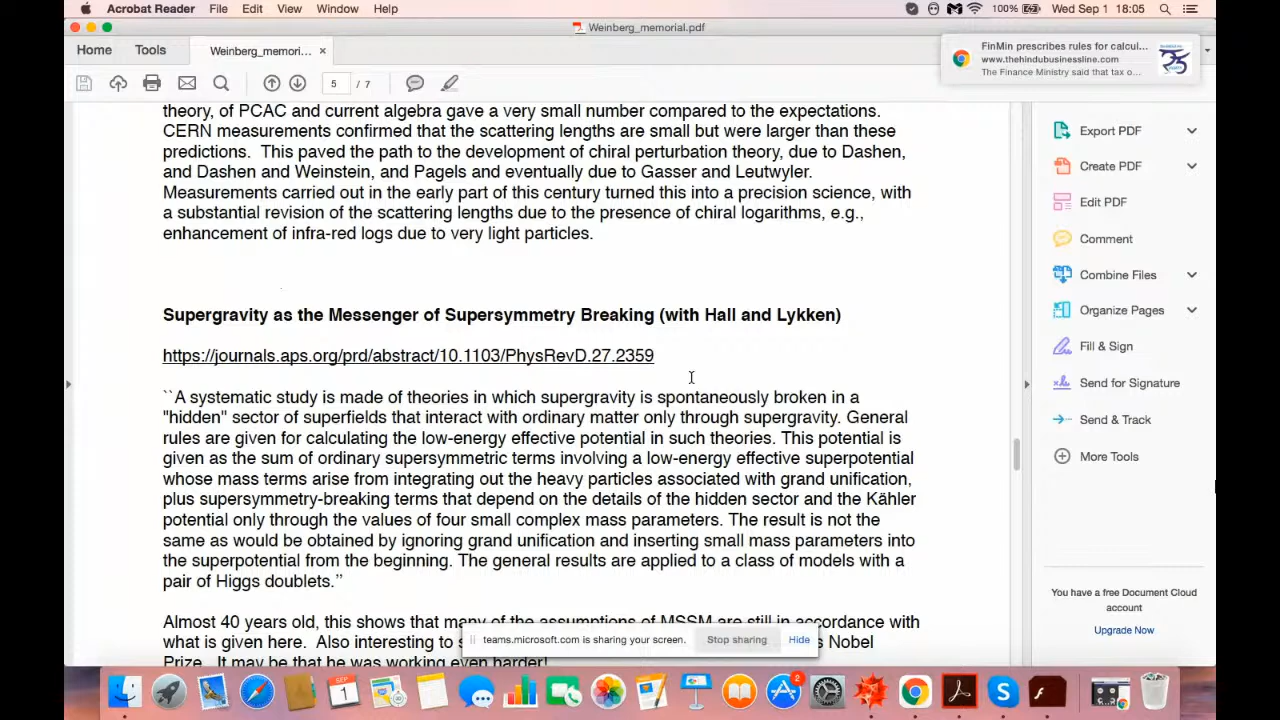 Acrobat Reader File Edit View Window Help 100% Wed Sep 1 18:05
Weinberg_memorial.pdf
Home Tools Weinberg_memori... ×
FinMin prescribes rules for calcul...
www.thehindubusinessline.com
The Finance Ministry said that tax o...
5 / 7
theory, of PCAC and current algebra gave a very small number compared to the expectations.
CERN measurements confirmed that the scattering lengths are small but were larger than these
predictions. This paved the path to the development of chiral perturbation theory, due to Dashen,
and Dashen and Weinstein, and Pagels and eventually due to Gasser and Leutwyler.
Measurements carried out in the early part of this century turned this into a precision science, with
a substantial revision of the scattering lengths due to the presence of chiral logarithms, e.g.,
enhancement of infra-red logs due to very light particles.
Supergravity as the Messenger of Supersymmetry Breaking (with Hall and Lykken)
https://journals.aps.org/prd/abstract/10.1103/PhysRevD.27.2359
``A systematic study is made of theories in which supergravity is spontaneously broken in a
"hidden" sector of superfields that interact with ordinary matter only through supergravity. General
rules are given for calculating the low-energy effective potential in such theories. This potential is
given as the sum of ordinary supersymmetric terms involving a low-energy effective superpotential
whose mass terms arise from integrating out the heavy particles associated with grand unification,
plus supersymmetry-breaking terms that depend on the details of the hidden sector and the Kähler
potential only through the values of four small complex mass parameters. The result is not the
same as would be obtained by ignoring grand unification and inserting small mass parameters into
the superpotential from the beginning. The general results are applied to a class of models with a
pair of Higgs doublets.”
Almost 40 years old, this shows that many of the assumptions of MSSM are still in accordance with
what is given here. Also interesting to s Nobel
Prize. It may be that he was working even harder!
Export PDF
Create PDF
Edit PDF
Comment
Combine Files
Organize Pages
Fill & Sign
Send for Signature
Send & Track
More Tools
You have a free Document Cloud
account
Upgrade Now
teams.microsoft.com is sharing your screen. Stop sharing Hide
SEP
1
2